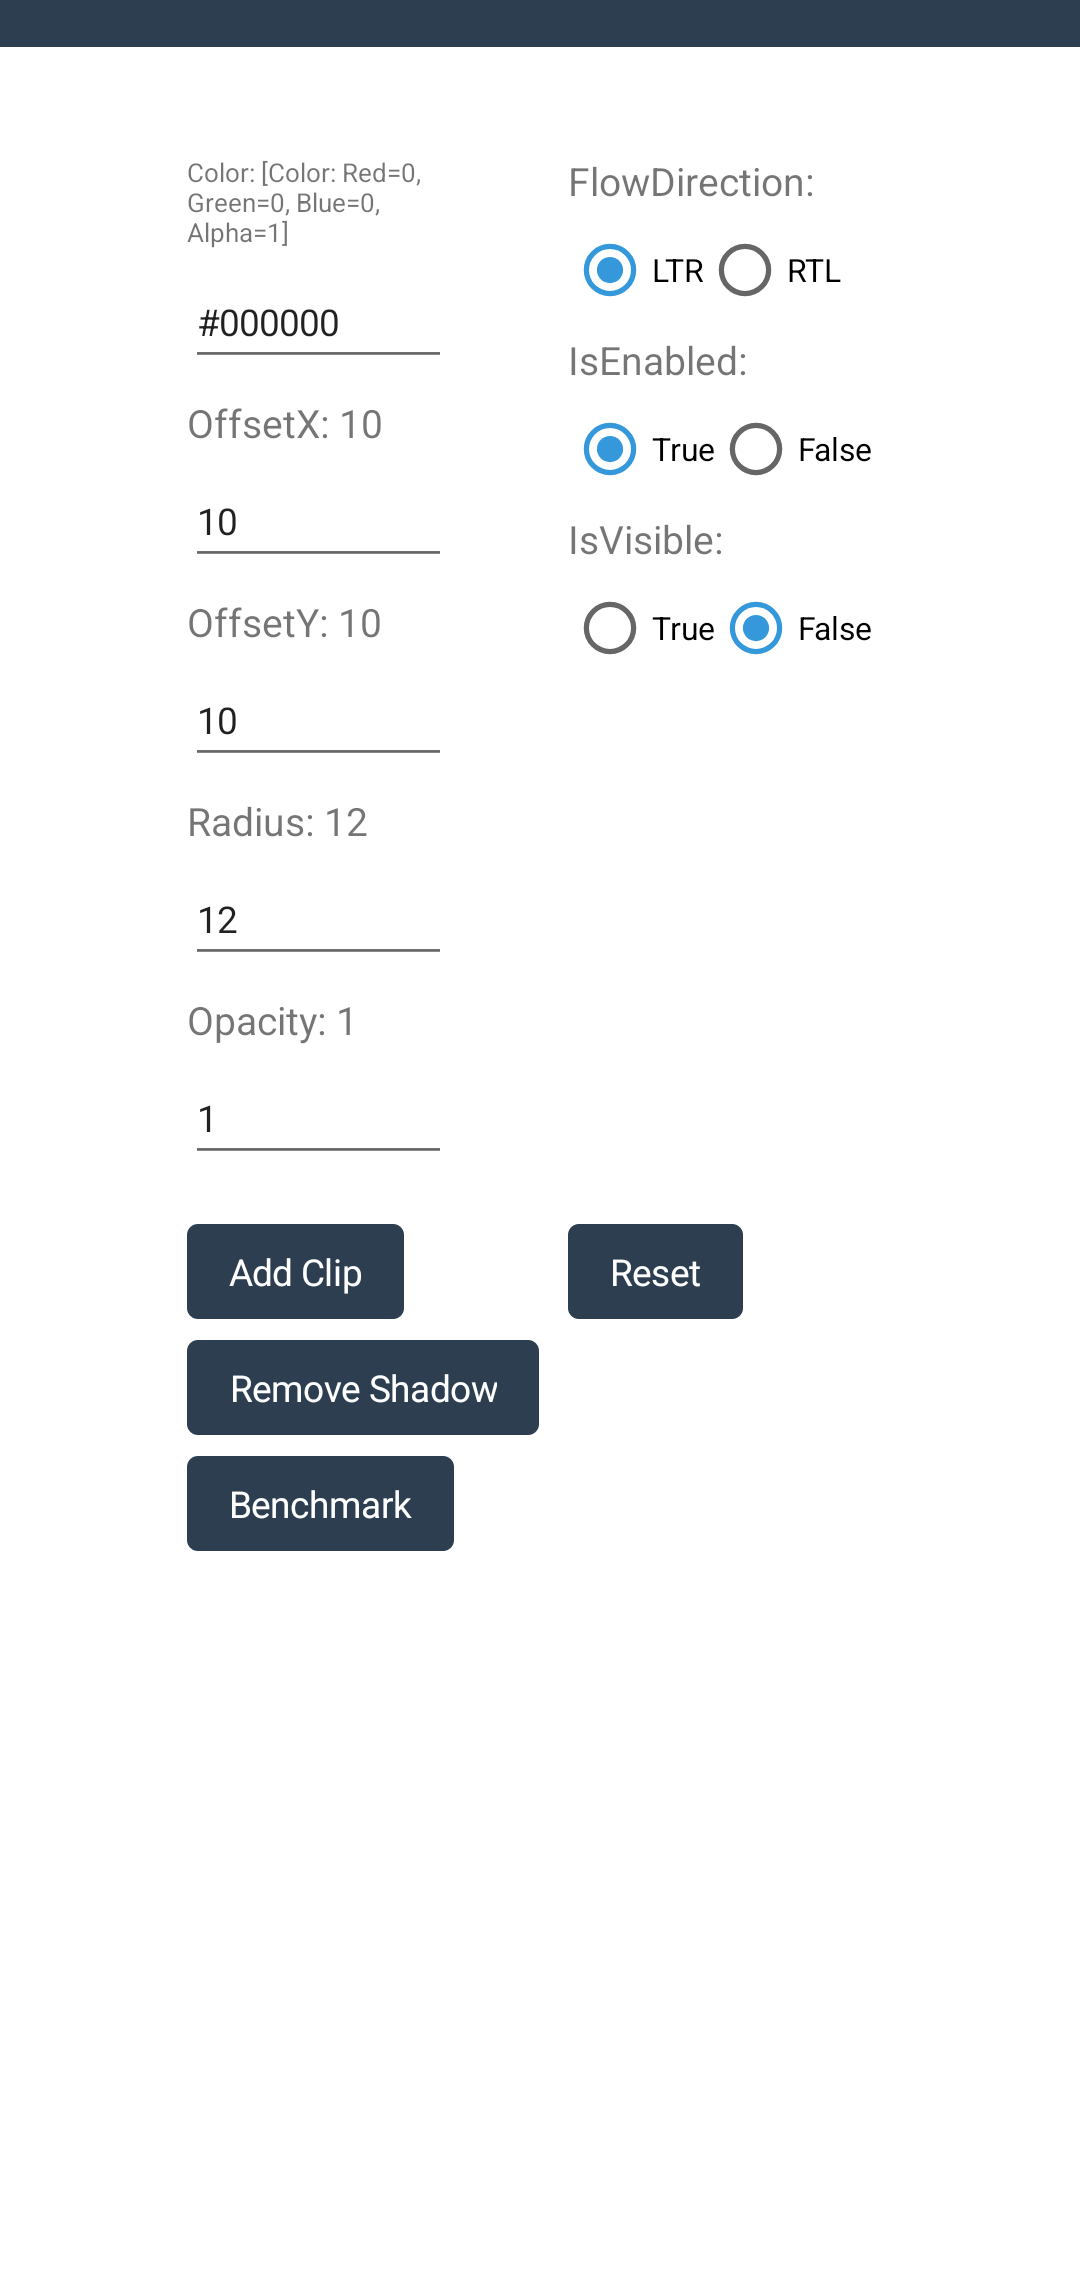 Color: [Color: Red=0,
Green=0, Blue=0,
Alpha=1]
#000000
OffsetX: 10
10
OffsetY: 10
10
Radius: 12
12
Opacity: 1
1
FlowDirection:
LTR RTL
IsEnabled:
True False
IsVisible:
True False
Add Clip
Reset
Remove Shadow
Benchmark